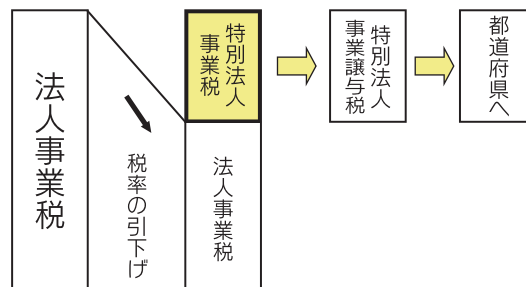 法人事業税
税率の引下げ
特別法人
事業税
法人事業税
特別法人
事業譲与税
都道府県へ